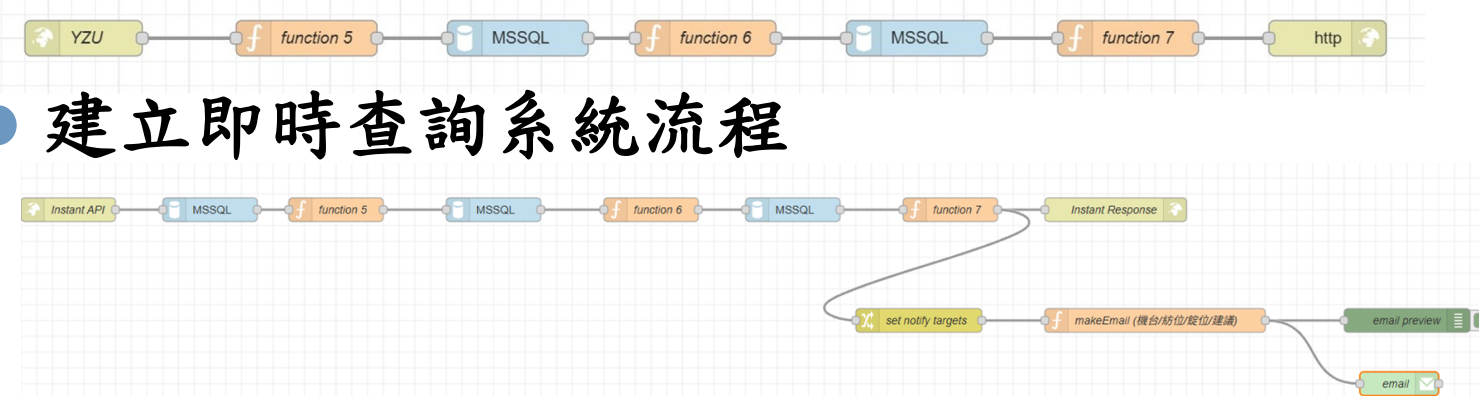 YZU function 5 MSSQL function 6 MSSQL function 7 http
建立即時查詢系統流程
Instant API MSSQL function 5 MSSQL function 6 MSSQL function 7 Instant Response
set notify targets makeEmail (機台/紡位/錠位/建議) email preview
email